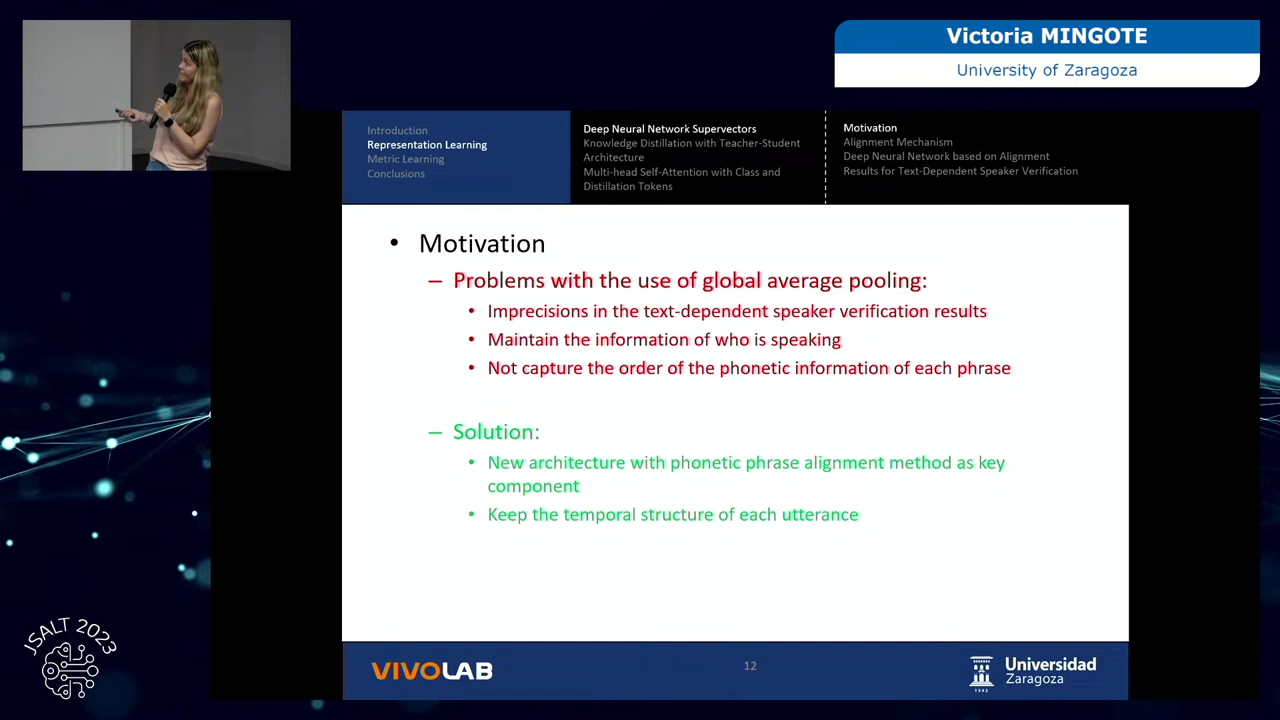 Victoria MINGOTE
University of Zaragoza
Introduction
Representation Learning
Metric Learning
Conclusions
Deep Neural Network Supervectors
Knowledge Distillation with Teacher-Student
Architecture
Multi-head Self-Attention with Class and
Distillation Tokens
Motivation
Alignment Mechanism
Deep Neural Network based on Alignment
Results for Text-Dependent Speaker Verification
• Motivation
– Problems with the use of global average pooling:
• Imprecisions in the text-dependent speaker verification results
• Maintain the information of who is speaking
• Not capture the order of the phonetic information of each phrase
– Solution:
• New architecture with phonetic phrase alignment method as key
component
• Keep the temporal structure of each utterance
JSALT 2023
VIVOLAB
12
1542
Universidad
Zaragoza